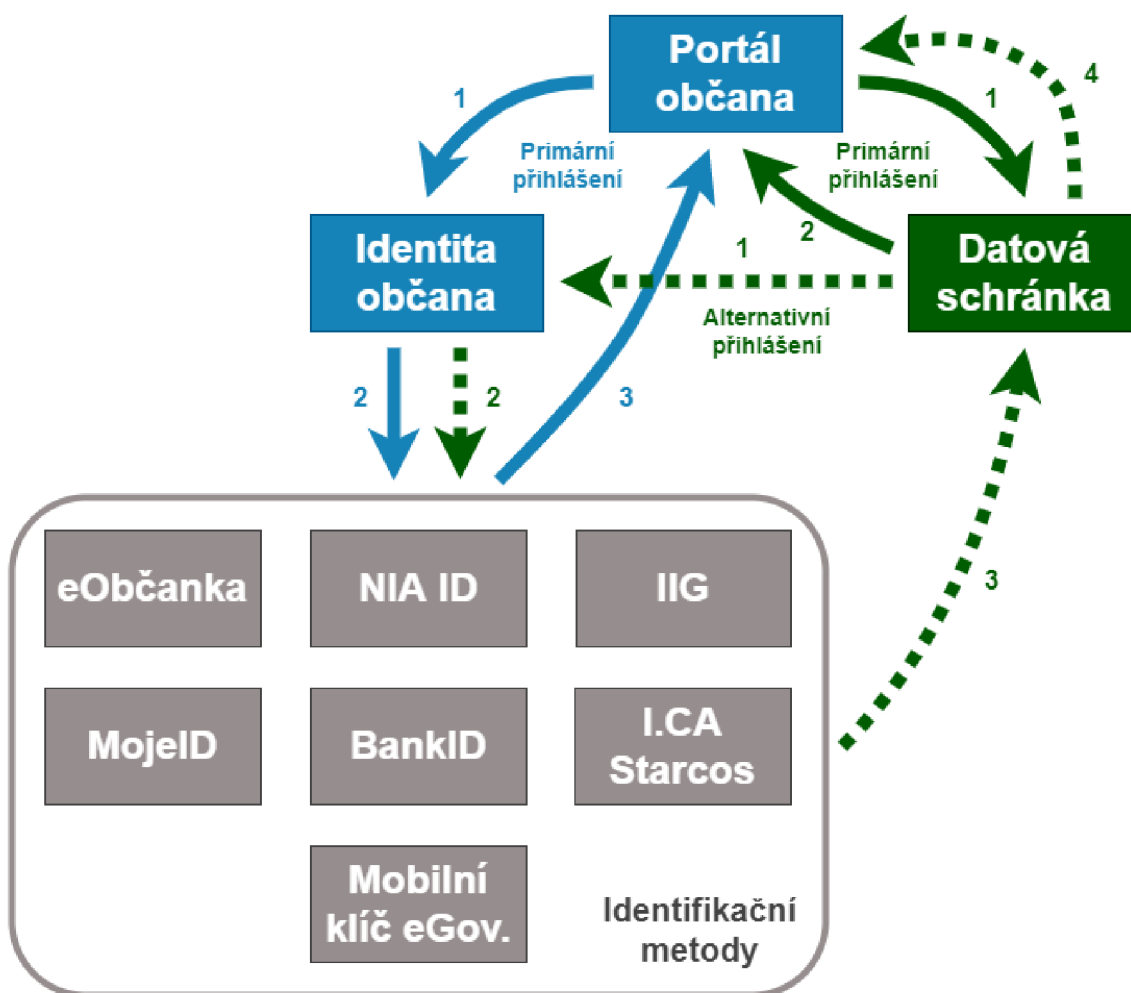 Portál
občana
4
1
1
Primární
přihlášení
Primární
přihlášení
2
Identita
občana
1
Datová
schránka
Alternativní
přihlášení
2
2
3
3
eObčanka
NIA ID
IIG
MojeID
BankID
I.CA
Starcos
Mobilní
klíč eGov.
Identifikační
metody